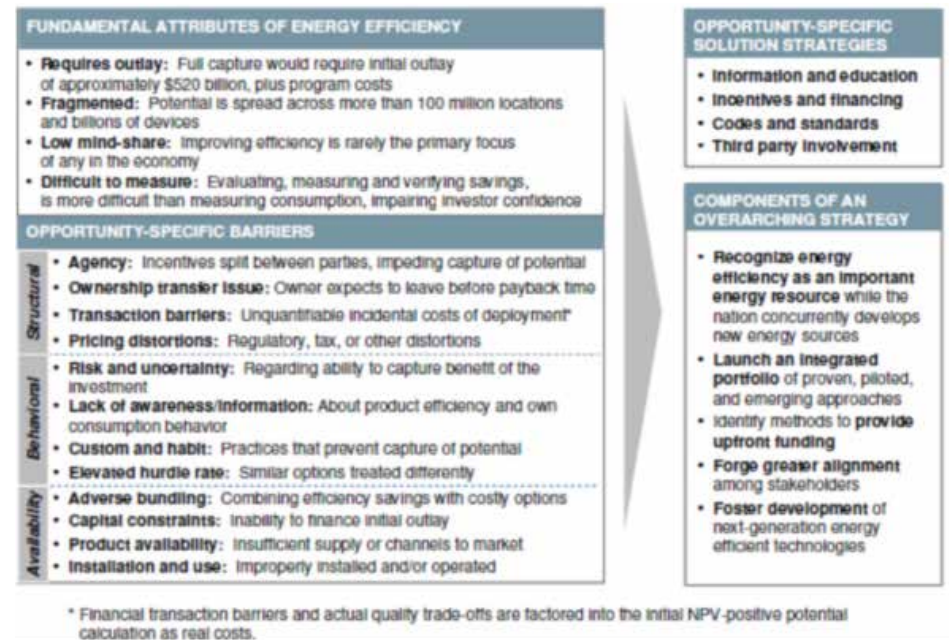 FUNDAMENTAL ATTRIBUTES OF ENERGY EFFICIENCY
• Requires outlay: Full capture would require initial outlay
of approximately $520 billion, plus program costs
• Fragmented: Potential is spread across more than 100 million locations
and billions of devices
• Low mind-share: Improving efficiency is rarely the primary focus
of any in the economy
• Difficult to measure: Evaluating, measuring and verifying savings,
is more difficult than measuring consumption, impairing investor confidence
OPPORTUNITY-SPECIFIC BARRIERS
Structural
• Agency: Incentives split between parties, impeding capture of potential
• Ownership transfer issue: Owner expects to leave before payback time
• Transaction barriers: Unquantifiable incidental costs of deployment*
• Pricing distortions: Regulatory, tax, or other distortions
Behavioral
• Risk and uncertainty: Regarding ability to capture benefit of the
investment
• Lack of awareness/information: About product efficiency and own
consumption behavior
• Custom and habit: Practices that prevent capture of potential
• Elevated hurdle rate: Similar options treated differently
Availability
• Adverse bundling: Combining efficiency savings with costly options
• Capital constraints: Inability to finance initial outlay
• Product availability: Insufficient supply or channels to market
• Installation and use: Improperly installed and/or operated
OPPORTUNITY-SPECIFIC
SOLUTION STRATEGIES
• Information and education
• Incentives and financing
• Codes and standards
• Third party involvement
COMPONENTS OF AN
OVERARCHING STRATEGY
• Recognize energy
efficiency as an important
energy resource while the
nation concurrently develops
new energy sources
• Launch an integrated
portfolio of proven, piloted,
and emerging approaches
• Identify methods to provide
upfront funding
• Forge greater alignment
among stakeholders
• Foster development of
next-generation energy
efficient technologies
* Financial transaction barriers and actual quality trade-offs are factored into the initial NPV-positive potential
calculation as real costs.